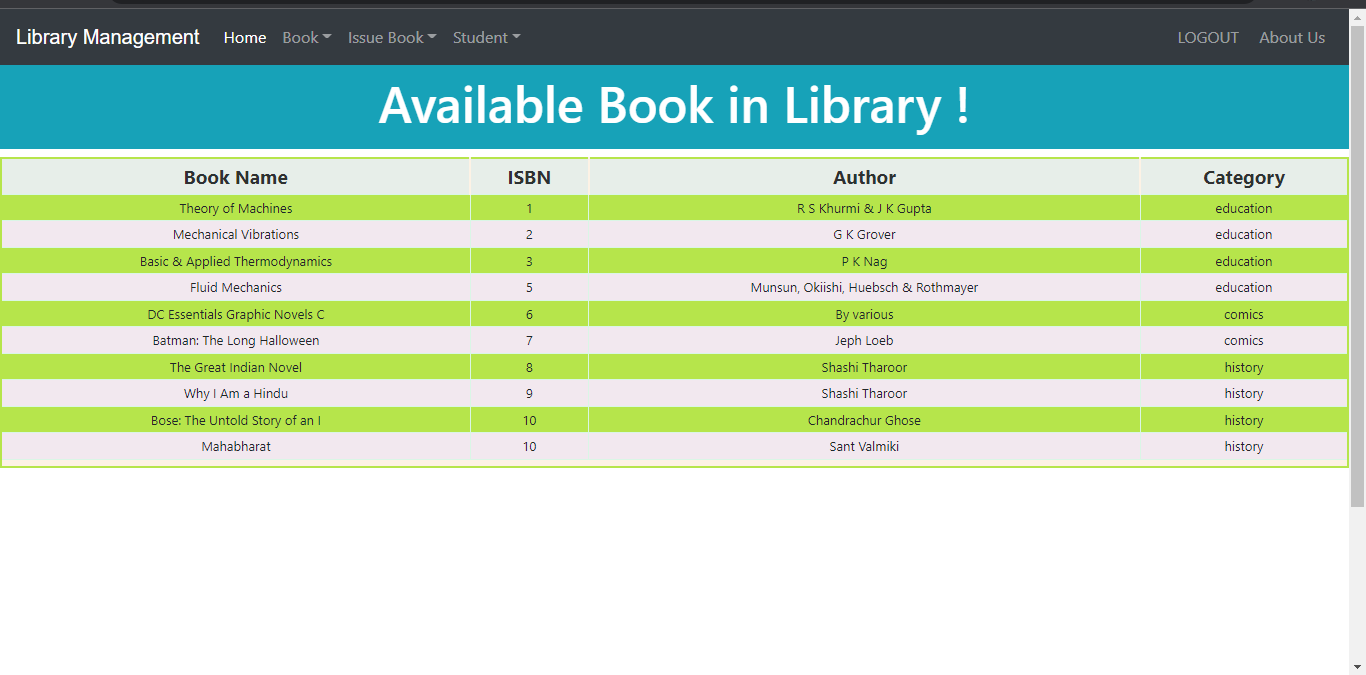 Library Management Home Book Issue Book Student LOGOUT About Us
Available Book in Library !
Book Name ISBN Author Category
Theory of Machines 1 R S Khurmi & J K Gupta education
Mechanical Vibrations 2 G K Grover education
Basic & Applied Thermodynamics 3 P K Nag education
Fluid Mechanics 5 Munsun, Okiishi, Huebsch & Rothmayer education
DC Essentials Graphic Novels C 6 By various comics
Batman: The Long Halloween 7 Jeph Loeb comics
The Great Indian Novel 8 Shashi Tharoor history
Why I Am a Hindu 9 Shashi Tharoor history
Bose: The Untold Story of an I 10 Chandrachur Ghose history
Mahabharat 10 Sant Valmiki history